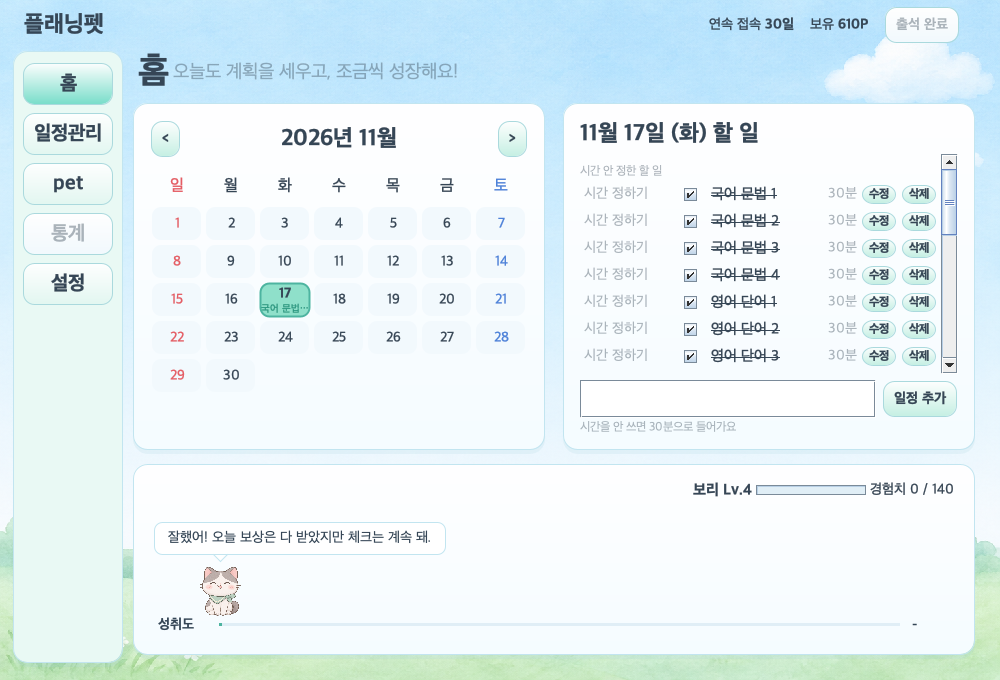 플래닝펫
연속 접속 30일 보유 610P 출석 완료
홈
일정관리
pet
통계
설정
홈 오늘도 계획을 세우고, 조금씩 성장해요!
< 2026년 11월 >
일 월 화 수 목 금 토
1 2 3 4 5 6 7
8 9 10 11 12 13 14
15 16 17 18 19 20 21
국어 문법···
22 23 24 25 26 27 28
29 30
11월 17일 (화) 할 일
시간 안 정한 할 일
시간 정하기 국어 문법 1 30분 수정 삭제
시간 정하기 국어 문법 2 30분 수정 삭제
시간 정하기 국어 문법 3 30분 수정 삭제
시간 정하기 국어 문법 4 30분 수정 삭제
시간 정하기 영어 단어 1 30분 수정 삭제
시간 정하기 영어 단어 2 30분 수정 삭제
시간 정하기 영어 단어 3 30분 수정 삭제
일정 추가
시간을 안 쓰면 30분으로 들어가요
보리 Lv.4 경험치 0 / 140
잘했어! 오늘 보상은 다 받았지만 체크는 계속 돼.
성취도 -